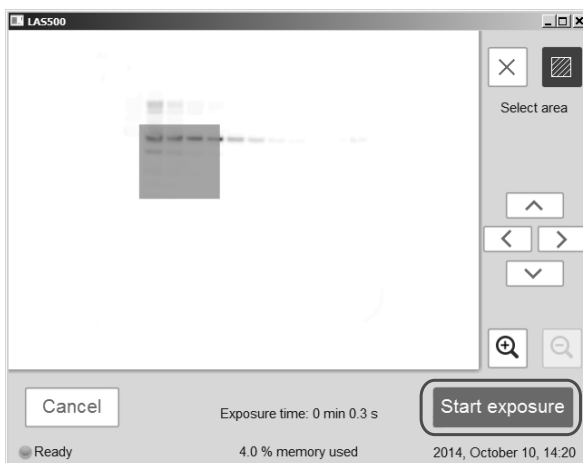 LAS500
Select area
Cancel
Exposure time: 0 min 0.3 s
Start exposure
Ready
4.0 % memory used
2014, October 10, 14:20